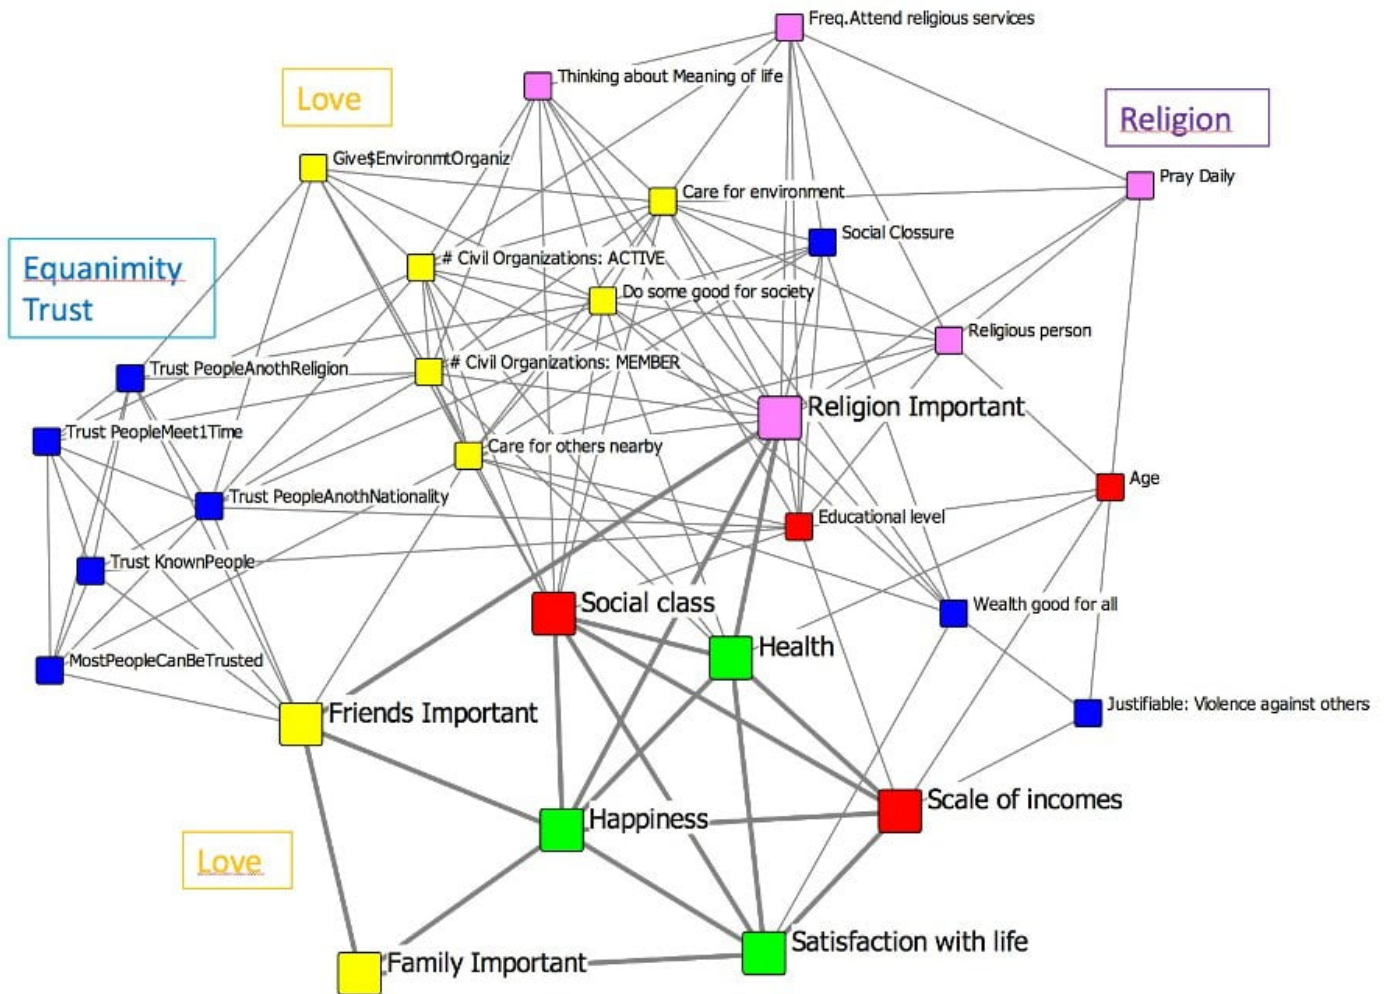 Freq.Attend religious services
Thinking about Meaning of life
Love
Religion
Give$EnvironmtOrganiz
Pray Daily
Care for environment
Social Clossure
Equanimity
Trust
# Civil Organizations: ACTIVE
Do some good for society
Religious person
Trust PeopleAnothReligion
# Civil Organizations: MEMBER
Religion Important
Trust PeopleMeet1Time
Care for others nearby
Age
Trust PeopleAnothNationality
Educational level
Trust KnownPeople
Social class
Wealth good for all
Health
MostPeopleCanBeTrusted
Friends Important
Justifiable: Violence against others
Scale of incomes
Happiness
Love
Satisfaction with life
Family Important